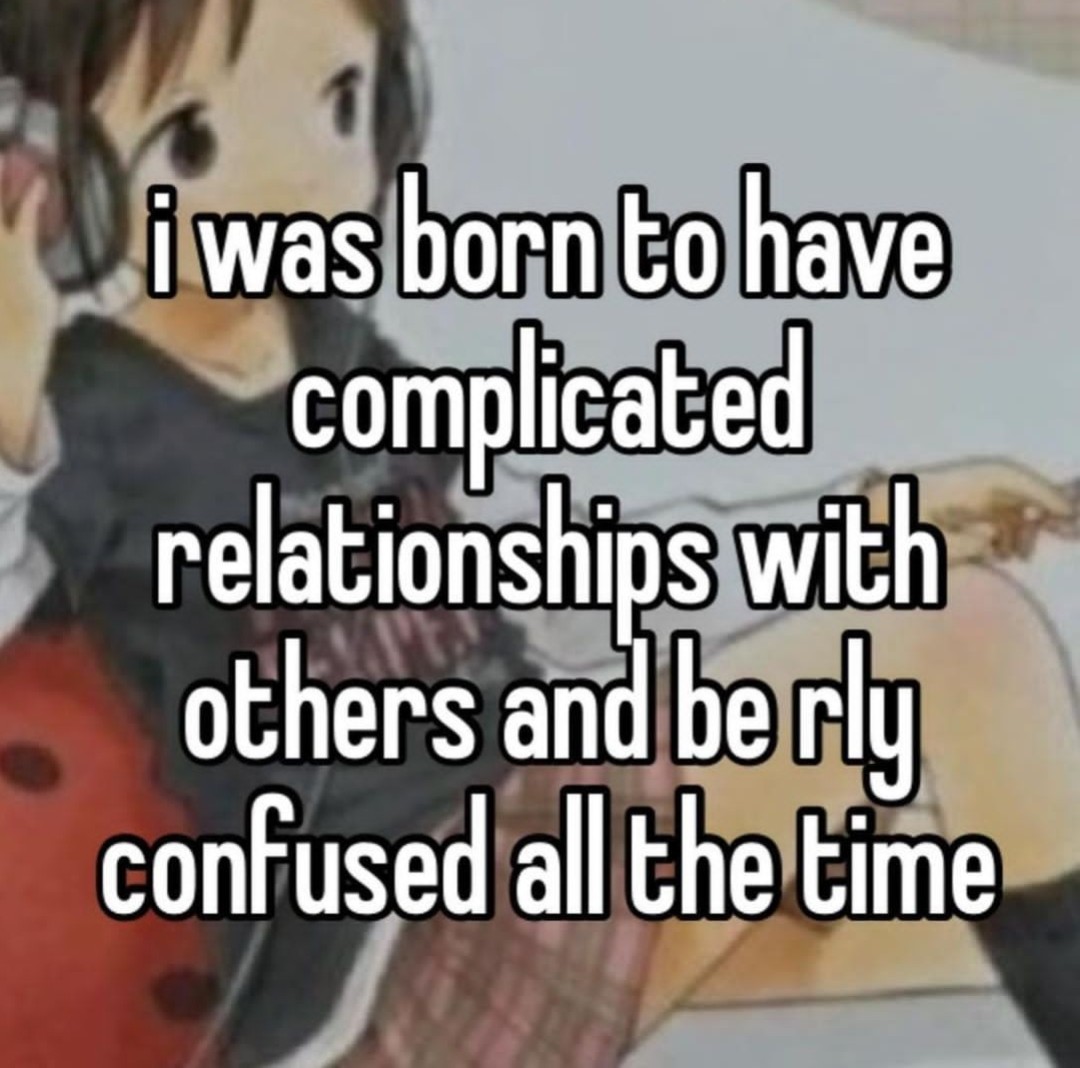 i was born to have
complicated
relationships with
others and be rly
confused all the time